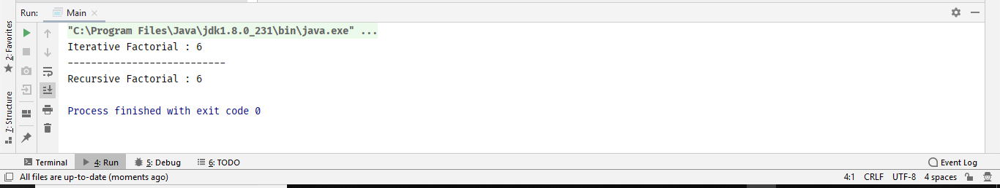 Run: Main
2: Favorites
7: Structure
"C:\Program Files\Java\jdk1.8.0_231\bin\java.exe" ...
Iterative Factorial : 6
---------------------------
Recursive Factorial : 6
Process finished with exit code 0
Terminal 4: Run 5: Debug 6: TODO Event Log
All files are up-to-date (moments ago) 4:1 CRLF UTF-8 4 spaces